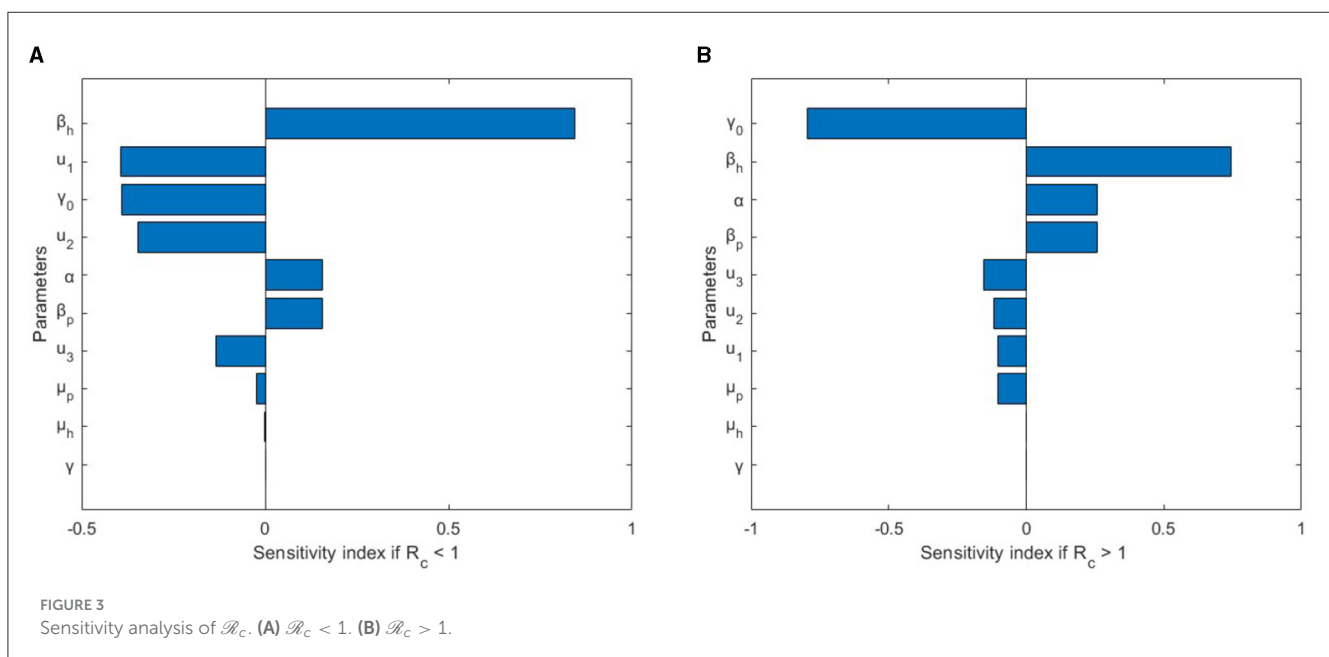 A
Parameters
β_h
u_1
γ_0
u_2
α
β_p
u_3
μ_p
μ_h
γ
-0.5 0 0.5 1
Sensitivity index if R_c < 1
B
Parameters
γ_0
β_h
α
β_p
u_3
u_2
u_1
μ_p
μ_h
γ
-1 -0.5 0 0.5 1
Sensitivity index if R_c > 1
FIGURE 3
Sensitivity analysis of ℛ_c. (A) ℛ_c < 1. (B) ℛ_c > 1.